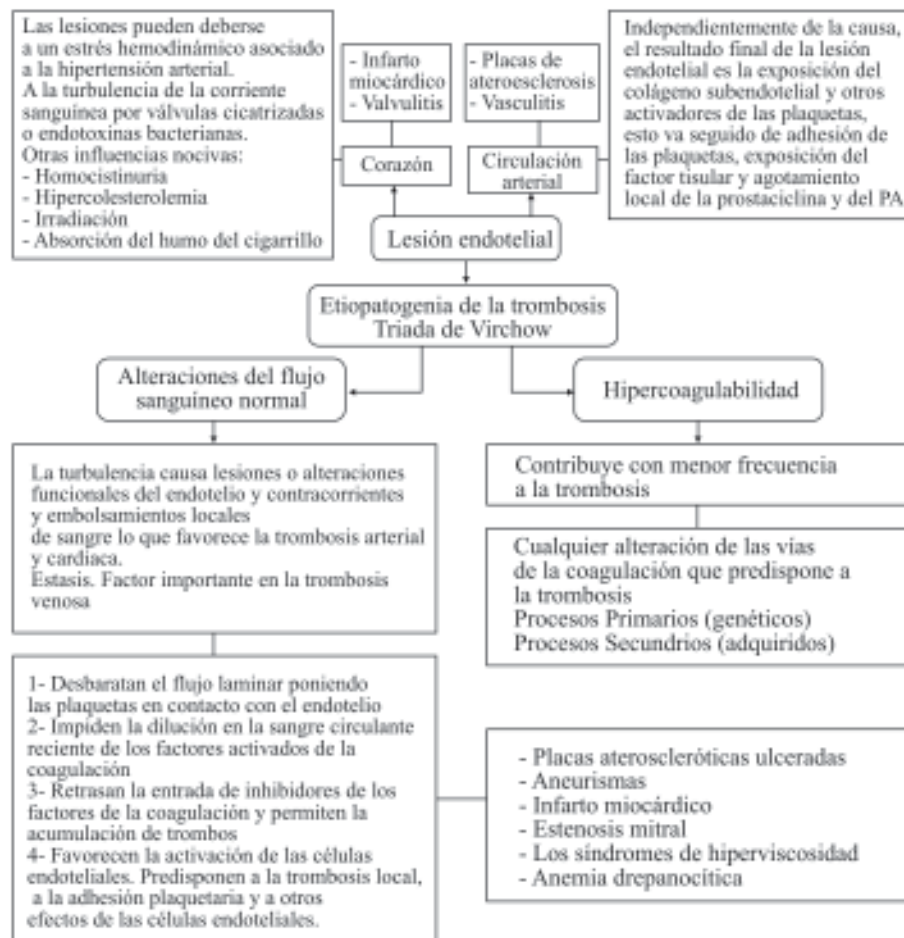 Las lesiones pueden deberse
a un estrés hemodinámico asociado
a la hipertensión arterial.
A la turbulencia de la corriente
sanguínea por válvulas cicatrizadas
o endotoxinas bacterianas.
Otras influencias nocivas:
- Homocistinuria
- Hipercolesterolemia
- Irradiación
- Absorción del humo del cigarrillo
- Infarto
miocárdico
- Valvulitis
- Placas de
ateroesclerosis
- Vasculitis
Independientemente de la causa,
el resultado final de la lesión
endotelial es la exposición del
colágeno subendotelial y otros
activadores de las plaquetas,
esto va seguido de adhesión de
las plaquetas, exposición del
factor tisular y agotamiento
local de la prostaciclina y del PA
Corazón
Circulación
arterial
Lesión endotelial
Etiopatogenia de la trombosis
Triada de Virchow
Alteraciones del flujo
sanguíneo normal
Hipercoagulabilidad
La turbulencia causa lesiones o alteraciones
funcionales del endotelio y contracorrientes
y embolsamientos locales
de sangre lo que favorece la trombosis arterial
y cardiaca.
Estasis. Factor importante en la trombosis
venosa
Contribuye con menor frecuencia
a la trombosis
Cualquier alteración de las vías
de la coagulación que predispone a
la trombosis
Procesos Primarios (genéticos)
Procesos Secundrios (adquiridos)
1- Desbaratan el flujo laminar poniendo
las plaquetas en contacto con el endotelio
2- Impiden la dilución en la sangre circulante
reciente de los factores activados de la
coagulación
3- Retrasan la entrada de inhibidores de los
factores de la coagulación y permiten la
acumulación de trombos
4- Favorecen la activación de las células
endoteliales. Predisponen a la trombosis local,
a la adhesión plaquetaria y a otros
efectos de las células endoteliales.
- Placas ateroscleróticas ulceradas
- Aneurismas
- Infarto miocárdico
- Estenosis mitral
- Los síndromes de hiperviscosidad
- Anemia drepanocítica